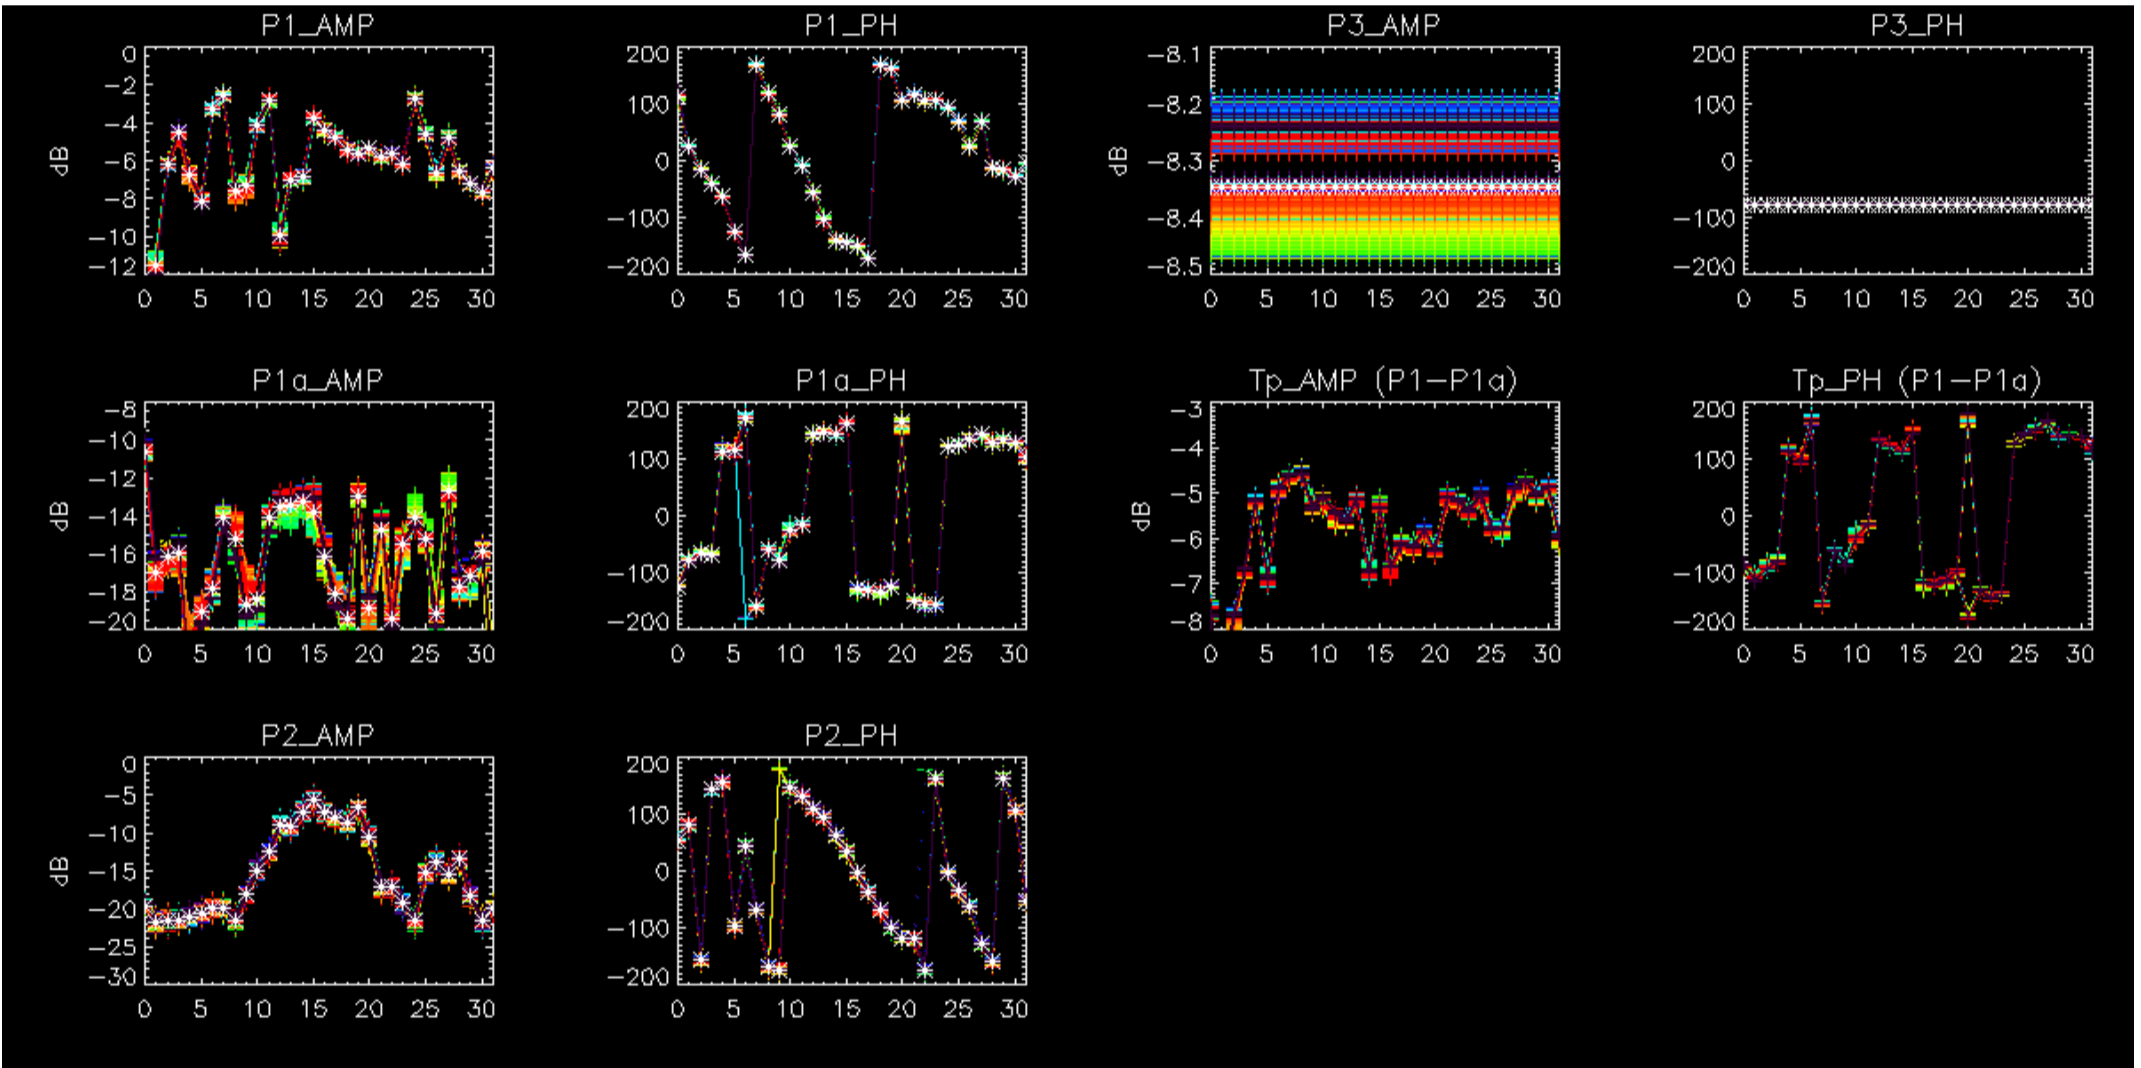 P1_AMP P1_PH P3_AMP P3_PH
0 200 -8.1 200
-2
100 -8.2 100
-4
dB -6 0 dB -8.3 0
-8
-100 -8.4 -100
-10
-12 -200 -8.5 -200
0 5 10 15 20 25 30 0 5 10 15 20 25 30 0 5 10 15 20 25 30 0 5 10 15 20 25 30
P1a_AMP P1a_PH Tp_AMP (P1-P1a) Tp_PH (P1-P1a)
-8 200 -3 200
-10
100 -4 100
-12
dB -14 0 dB -5 0
-16 -6
-100 -100
-18 -7
-20 -200 -8 -200
0 5 10 15 20 25 30 0 5 10 15 20 25 30 0 5 10 15 20 25 30 0 5 10 15 20 25 30
P2_AMP P2_PH
0 200
-5
100
-10
dB -15 0
-20
-100
-25
-30 -200
0 5 10 15 20 25 30 0 5 10 15 20 25 30